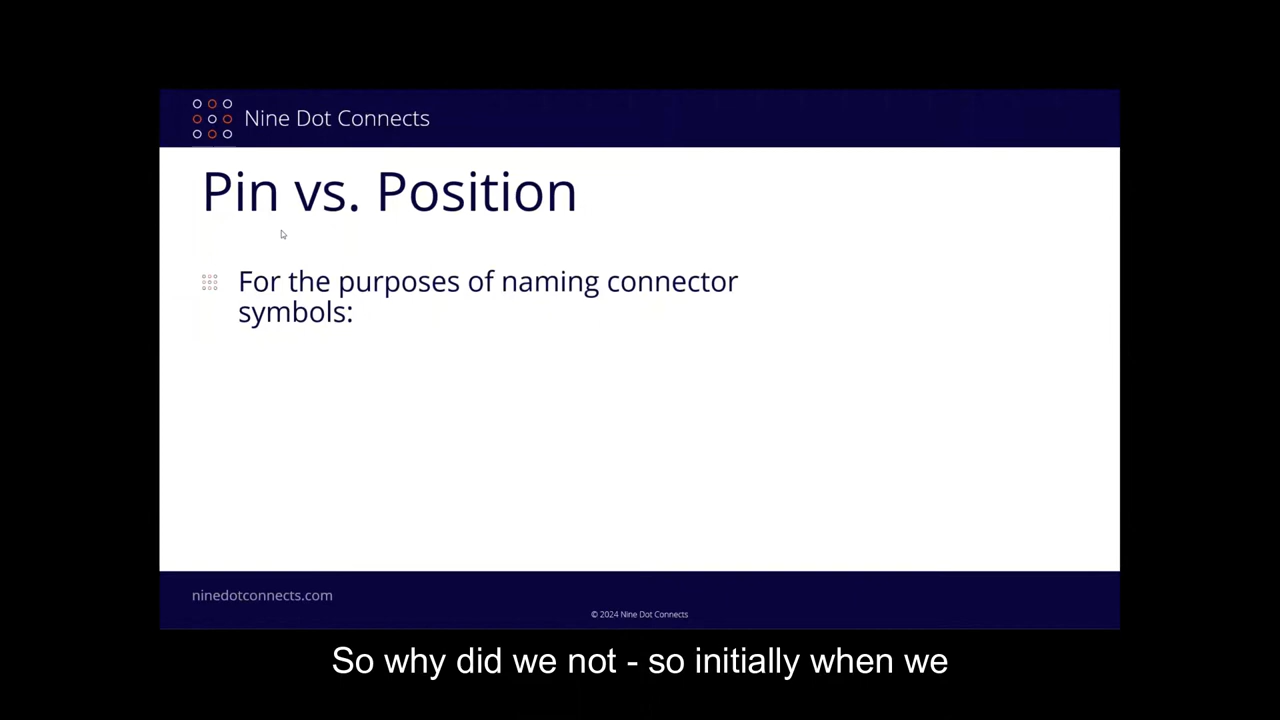 Nine Dot Connects
Pin vs. Position
For the purposes of naming connector
symbols:
ninedotconnects.com
© 2024 Nine Dot Connects
So why did we not - so initially when we